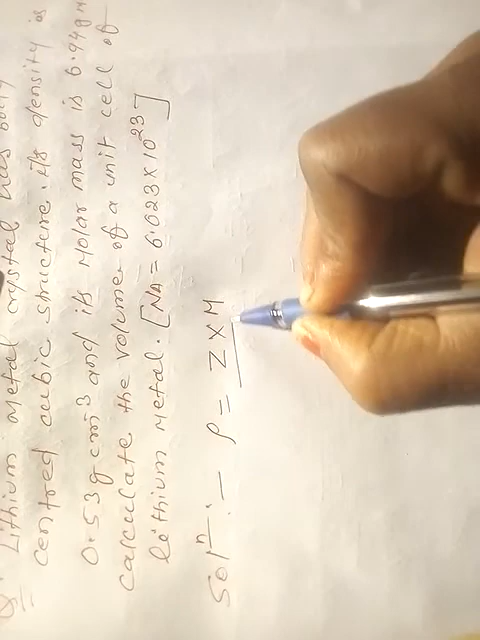 Q. Lithium metal crystal has body
centred cubic structure. Its density is
0.53 g cm⁻³ and its Molar mass is 6.94 g M
calculate the volume of a unit cell of
lithium metal. [NA = 6.023 X 10²³]
Solⁿ:- ρ = Z X M